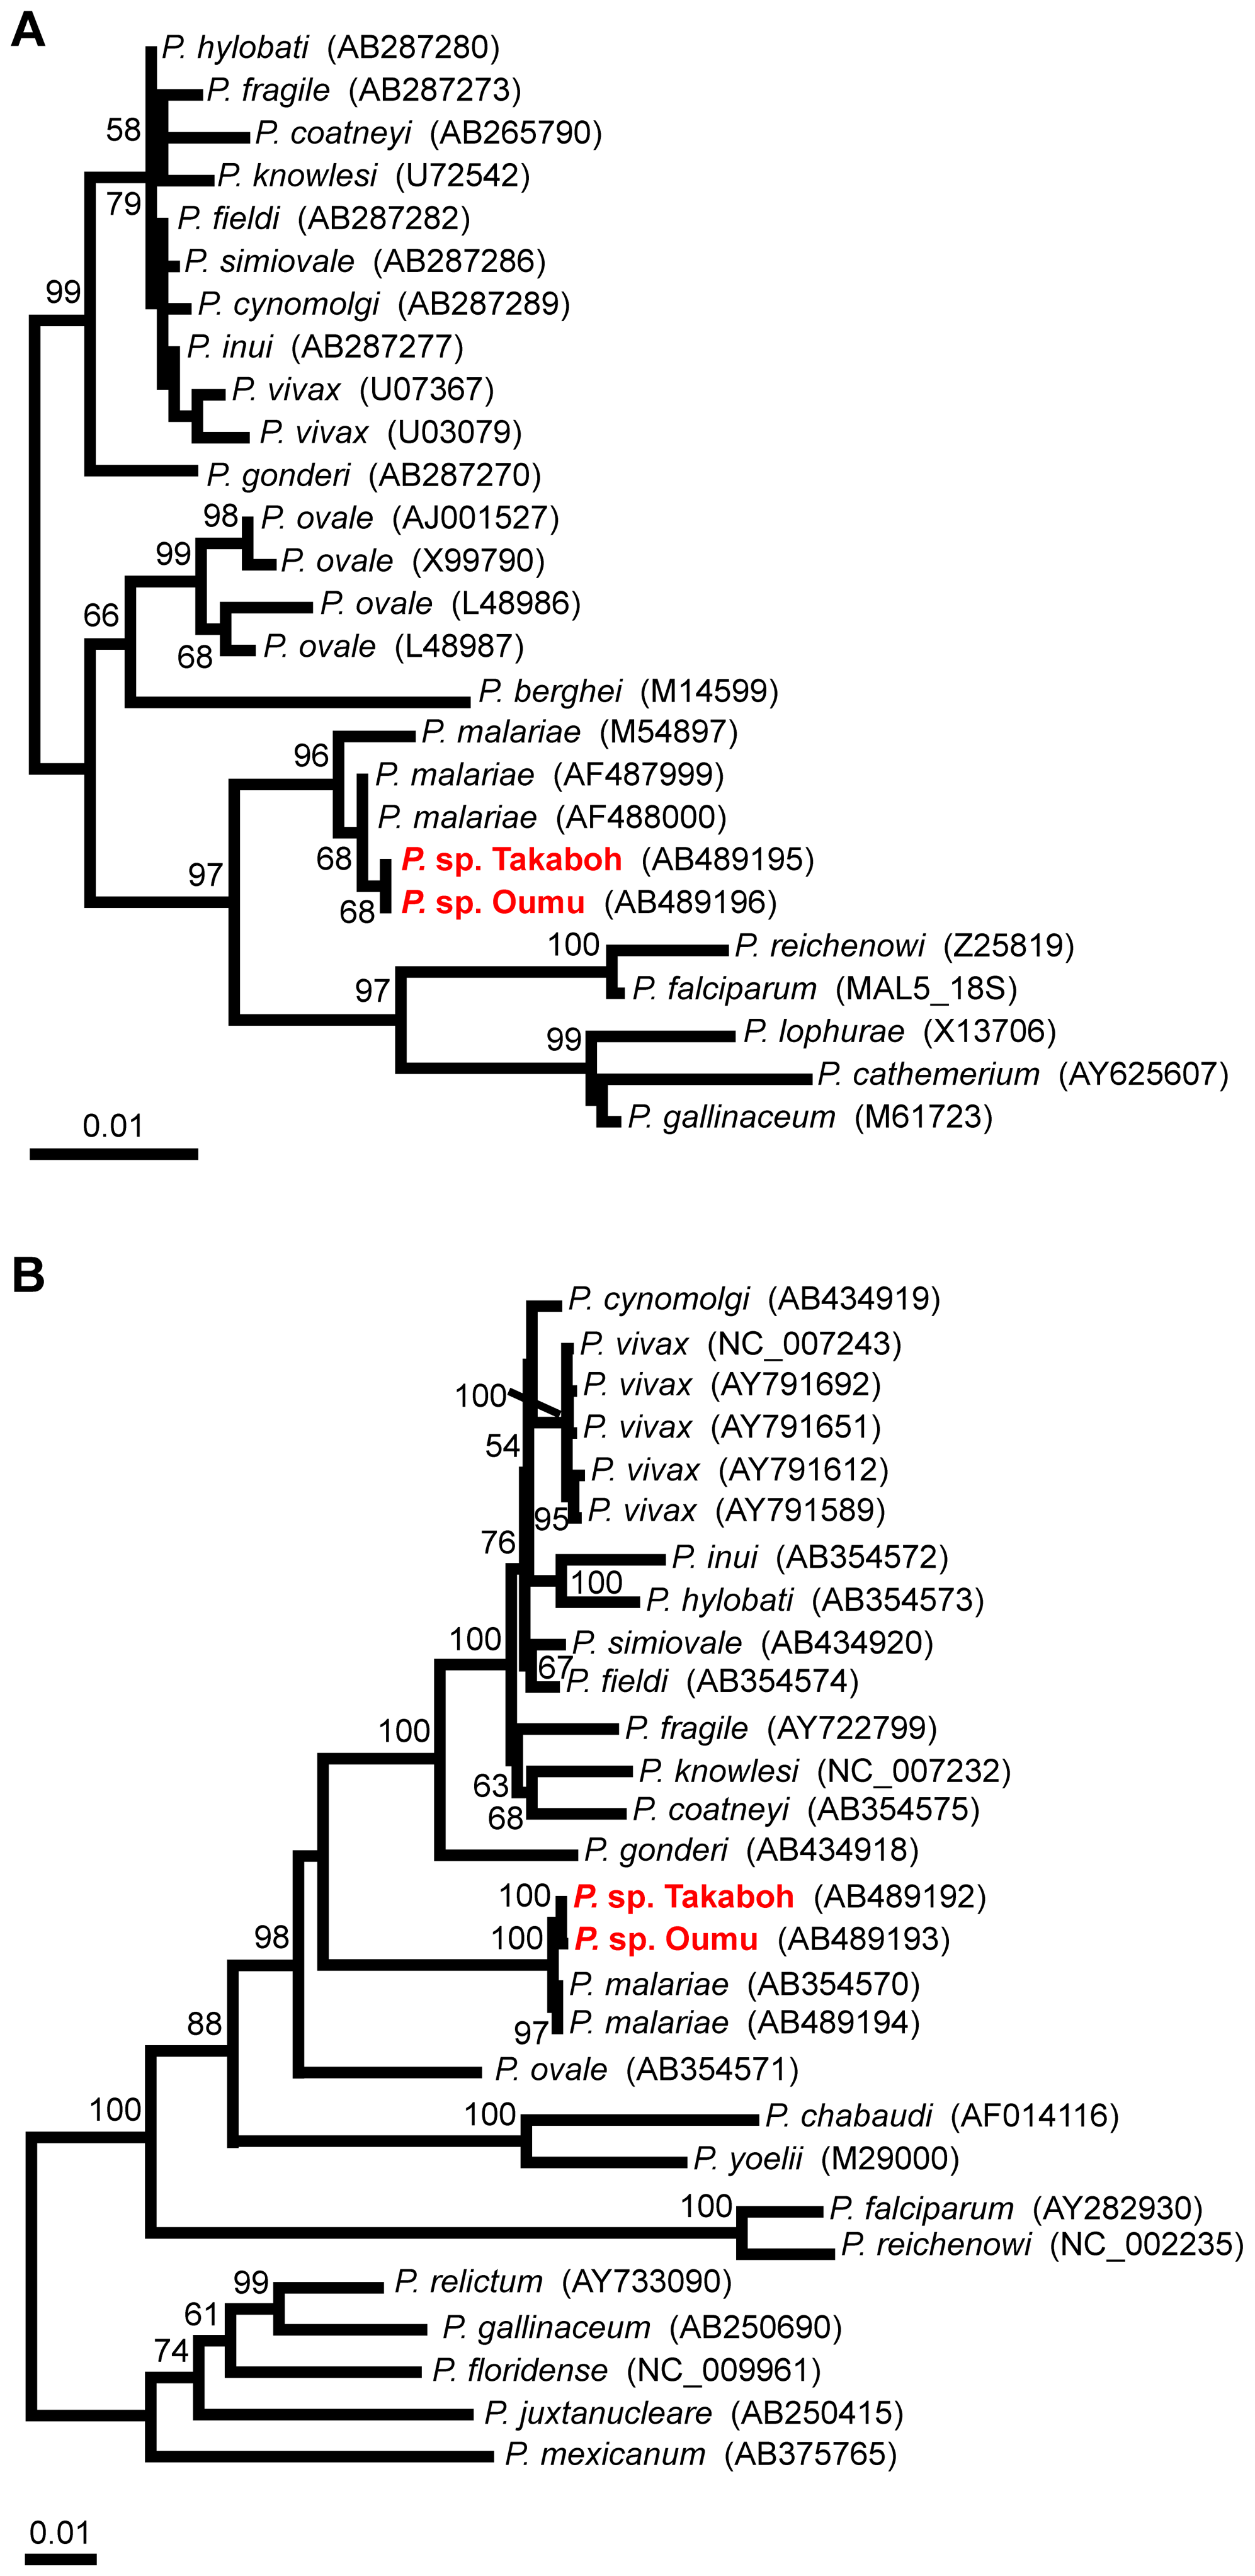 A
P. hylobati (AB287280)
P. fragile (AB287273)
58
P. coatneyi (AB265790)
P. knowlesi (U72542)
79
P. fieldi (AB287282)
P. simiovale (AB287286)
99
P. cynomolgi (AB287289)
P. inui (AB287277)
P. vivax (U07367)
P. vivax (U03079)
P. gonderi (AB287270)
98
P. ovale (AJ001527)
99
P. ovale (X99790)
66
P. ovale (L48986)
68
P. ovale (L48987)
P. berghei (M14599)
P. malariae (M54897)
96
P. malariae (AF487999)
P. malariae (AF488000)
68
P. sp. Takaboh (AB489195)
97
68
P. sp. Oumu (AB489196)
100
P. reichenowi (Z25819)
97
P. falciparum (MAL5_18S)
99
P. lophurae (X13706)
P. cathemerium (AY625607)
P. gallinaceum (M61723)
0.01
B
P. cynomolgi (AB434919)
P. vivax (NC_007243)
100
P. vivax (AY791692)
P. vivax (AY791651)
54
P. vivax (AY791612)
95
P. vivax (AY791589)
76
P. inui (AB354572)
100
P. hylobati (AB354573)
100
P. simiovale (AB434920)
67
P. fieldi (AB354574)
100
P. fragile (AY722799)
P. knowlesi (NC_007232)
63
68
P. coatneyi (AB354575)
P. gonderi (AB434918)
100
P. sp. Takaboh (AB489192)
98
100
P. sp. Oumu (AB489193)
P. malariae (AB354570)
88
97
P. malariae (AB489194)
P. ovale (AB354571)
100
100
P. chabaudi (AF014116)
P. yoelii (M29000)
100
P. falciparum (AY282930)
P. reichenowi (NC_002235)
99
P. relictum (AY733090)
61
P. gallinaceum (AB250690)
74
P. floridense (NC_009961)
P. juxtanucleare (AB250415)
P. mexicanum (AB375765)
0.01